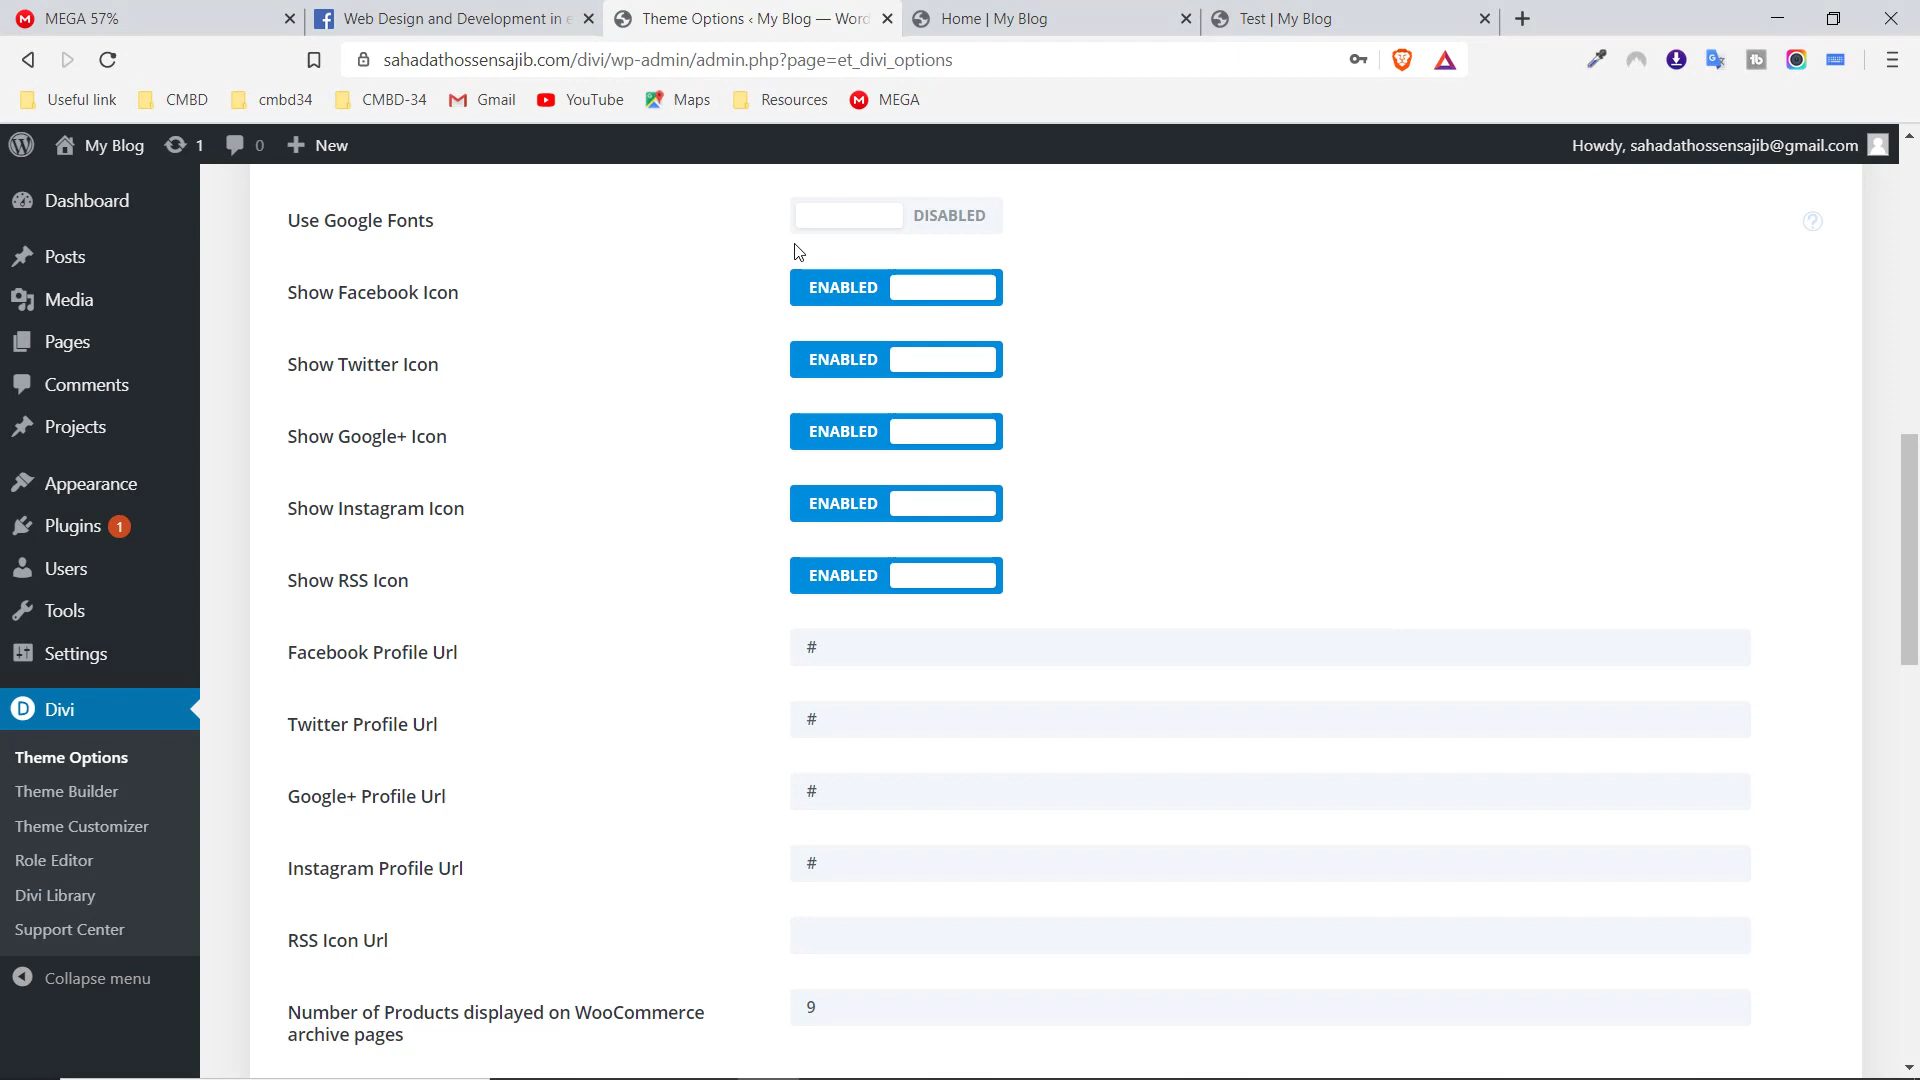 MEGA 57%
Web Design and Development in
Theme Options ‹ My Blog — Word
Home | My Blog
Test | My Blog
sahadathossensajib.com/divi/wp-admin/admin.php?page=et_divi_options
Useful link
CMBD
cmbd34
CMBD-34
Gmail
YouTube
Maps
Resources
MEGA
My Blog
1
0
New
Howdy, sahadathossensajib@gmail.com
Dashboard
Posts
Media
Pages
Comments
Projects
Appearance
Plugins 1
Users
Tools
Settings
Divi
Theme Options
Theme Builder
Theme Customizer
Role Editor
Divi Library
Support Center
Collapse menu
Use Google Fonts
DISABLED
Show Facebook Icon
ENABLED
Show Twitter Icon
ENABLED
Show Google+ Icon
ENABLED
Show Instagram Icon
ENABLED
Show RSS Icon
ENABLED
Facebook Profile Url
#
Twitter Profile Url
#
Google+ Profile Url
#
Instagram Profile Url
#
RSS Icon Url
Number of Products displayed on WooCommerce
archive pages
9